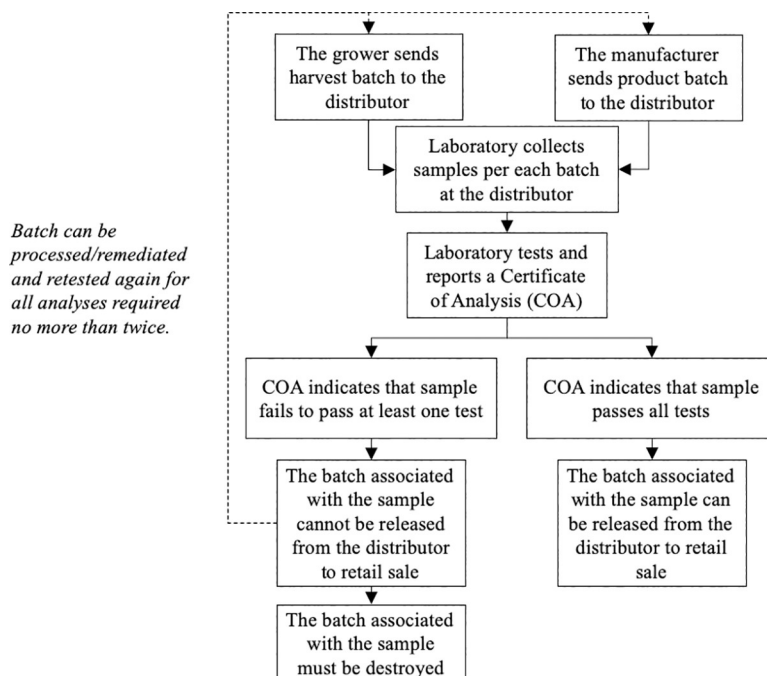 The grower sends
harvest batch to the
distributor
The manufacturer
sends product batch
to the distributor
Laboratory collects
samples per each batch
at the distributor
Batch can be
processed/remediated
and retested again for
all analyses required
no more than twice.
Laboratory tests and
reports a Certificate
of Analysis (COA)
COA indicates that sample
fails to pass at least one test
COA indicates that sample
passes all tests
The batch associated
with the sample
cannot be released
from the distributor
to retail sale
The batch associated
with the sample can
be released from the
distributor to retail
sale
The batch associated
with the sample
must be destroyed